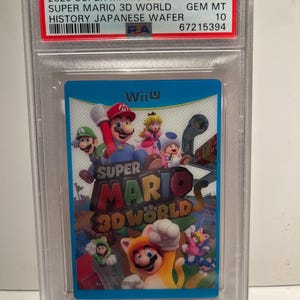 SUPER MARIO 3D WORLD GEM MT
HISTORY JAPANESE WAFER 10
PSA 67215394
Wii U
SUPER
MARIO
3D WORLD